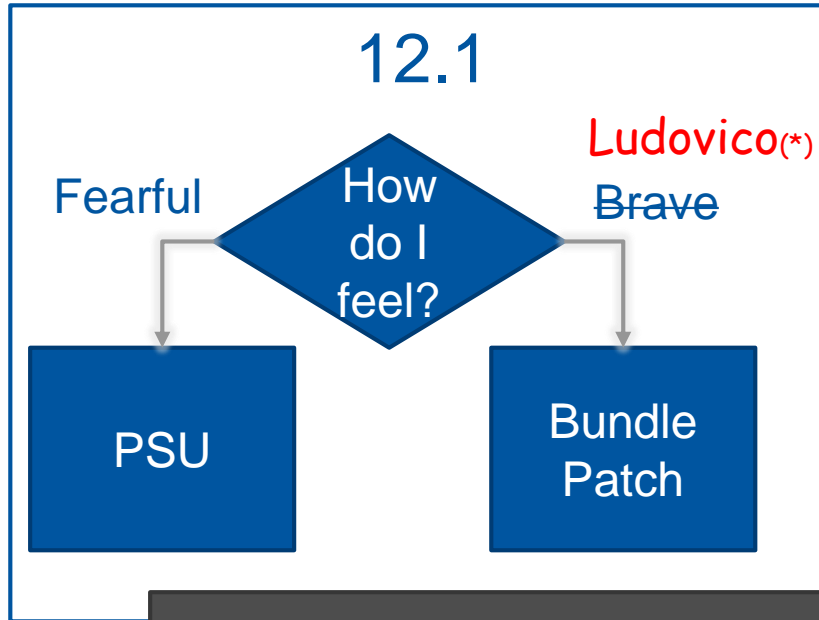 12.1
Ludovico(*)
Fearful
Brave
How
do I
feel?
PSU
Bundle
Patch